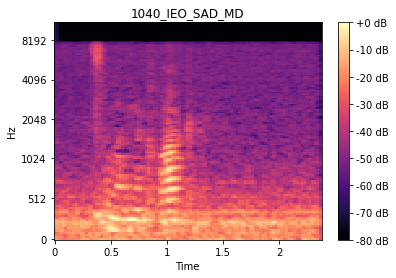 1040_IEO_SAD_MD
Hz
8192
4096
2048
1024
512
0
0
0.5
1
1.5
2
Time
+0 dB
-10 dB
-20 dB
-30 dB
-40 dB
-50 dB
-60 dB
-70 dB
-80 dB